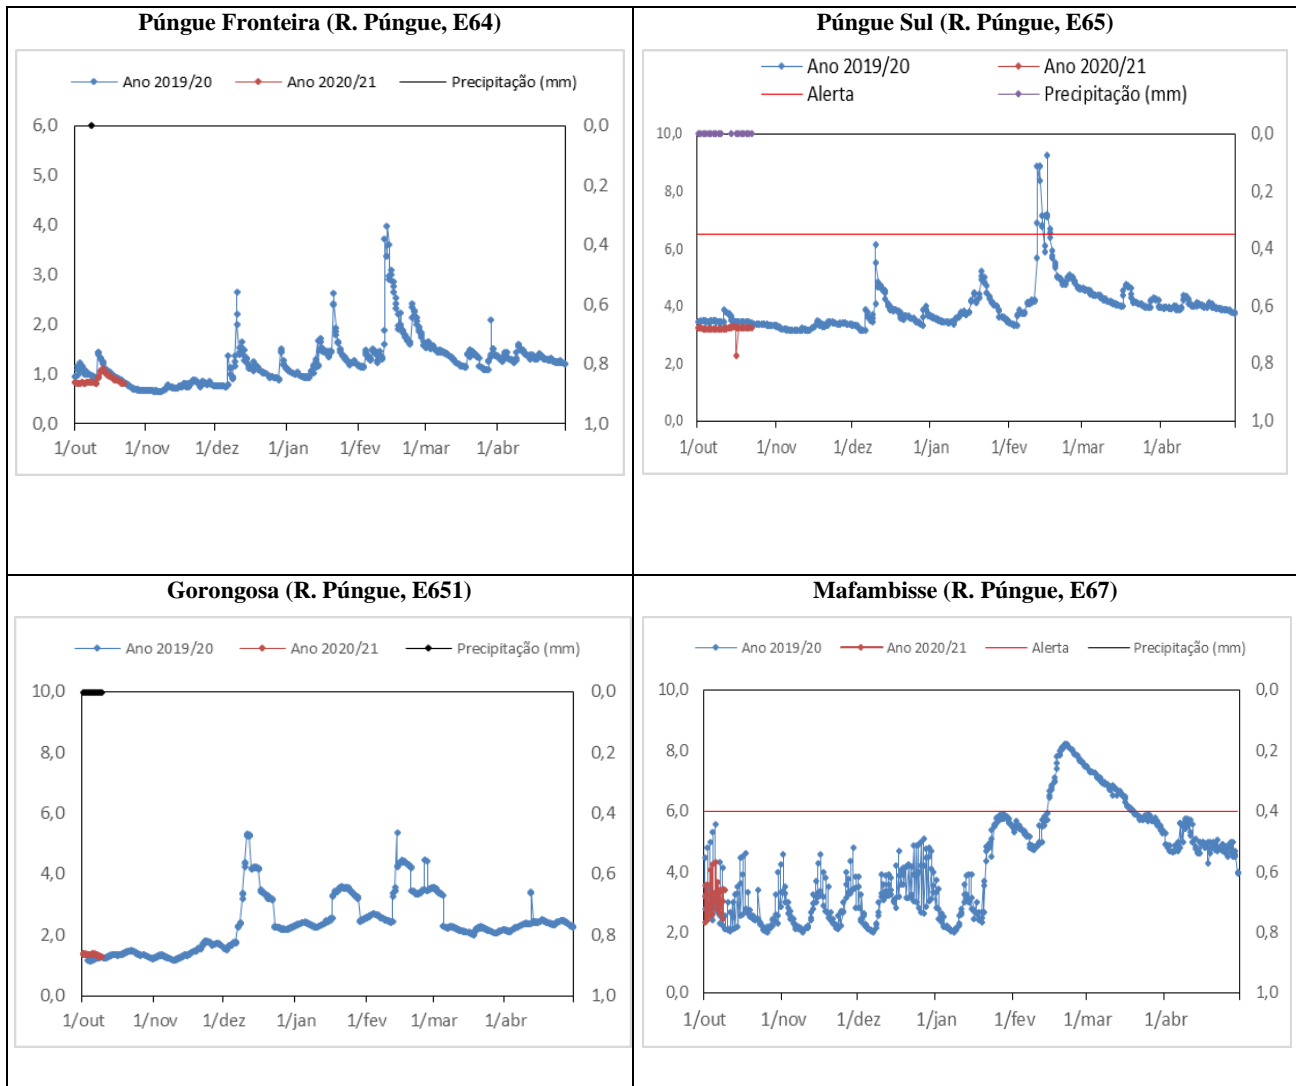 Púngue Fronteira (R. Púngue, E64)
Ano 2019/20 Ano 2020/21 Precipitação (mm)
6,0 0,0
5,0 0,2
4,0 0,4
3,0 0,6
2,0 0,8
1,0
0,0 1,0
1/out 1/nov 1/dez 1/jan 1/fev 1/mar 1/abr
Púngue Sul (R. Púngue, E65)
Ano 2019/20 Ano 2020/21
Alerta Precipitação (mm)
10,0 0,0
8,0 0,2
6,0 0,4
4,0 0,6
2,0 0,8
0,0 1,0
1/out 1/nov 1/dez 1/jan 1/fev 1/mar 1/abr
Gorongosa (R. Púngue, E651)
Ano 2019/20 Ano 2020/21 Precipitação (mm)
10,0 0,0
8,0 0,2
6,0 0,4
4,0 0,6
2,0 0,8
0,0 1,0
1/out 1/nov 1/dez 1/jan 1/fev 1/mar 1/abr
Mafambisse (R. Púngue, E67)
Ano 2019/20 Ano 2020/21 Alerta Precipitação (mm)
10,0 0,0
8,0 0,2
6,0 0,4
4,0 0,6
2,0 0,8
0,0 1,0
1/out 1/nov 1/dez 1/jan 1/fev 1/mar 1/abr